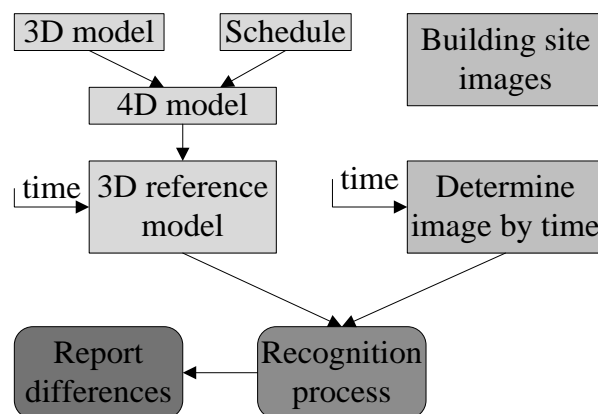 3D model
Schedule
Building site
images
4D model
time
3D reference
model
time
Determine
image by time
Report
differences
Recognition
process